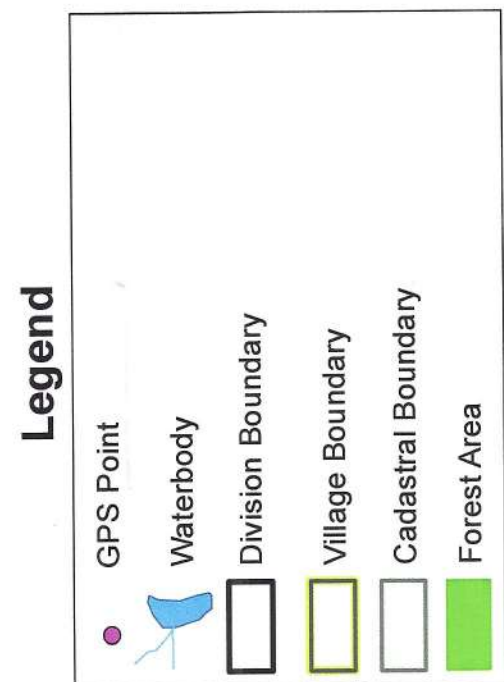 Legend
GPS Point
Waterbody
Division Boundary
Village Boundary
Cadastral Boundary
Forest Area